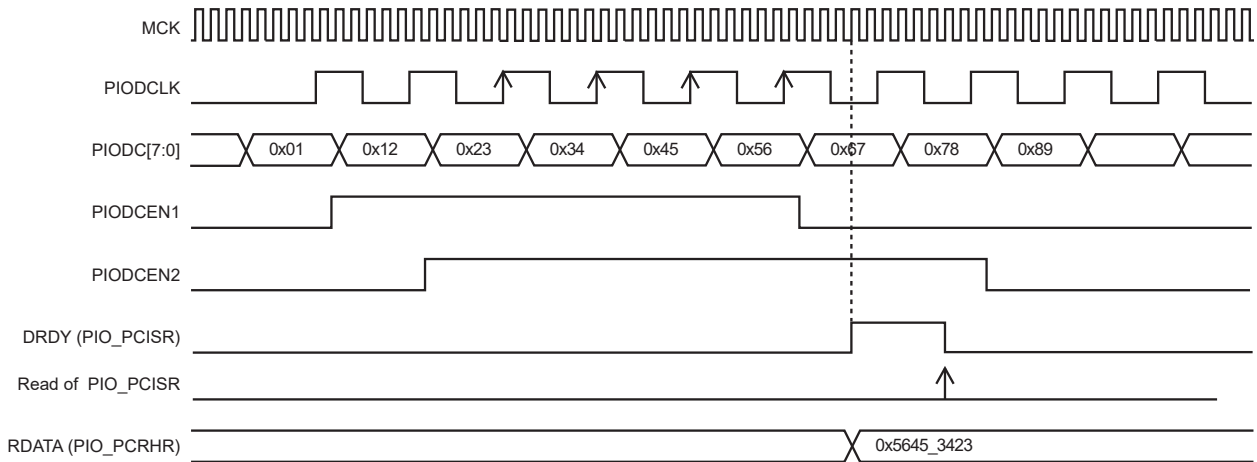 MCK
PIODCLK
PIODC[7:0] 0x01 0x12 0x23 0x34 0x45 0x56 0x67 0x78 0x89
PIODCEN1
PIODCEN2
DRDY (PIO_PCISR)
Read of PIO_PCISR
RDATA (PIO_PCRHR) 0x5645_3423